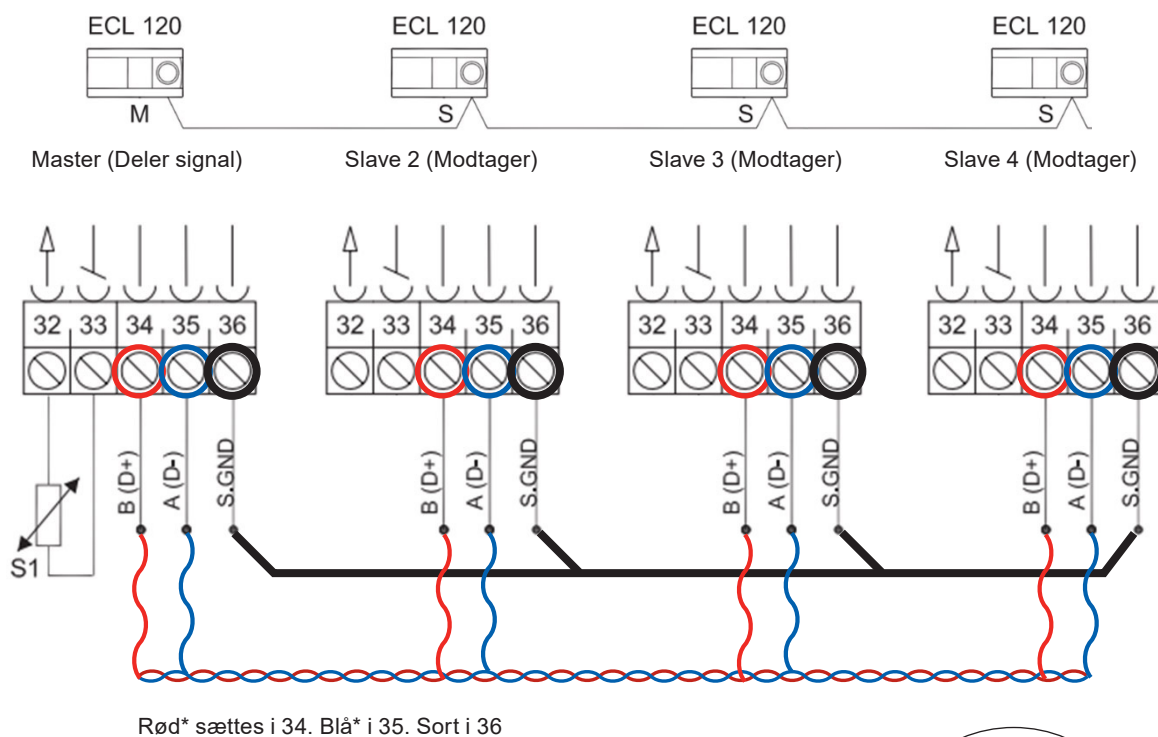 ECL 120 ECL 120 ECL 120 ECL 120
M S S S
Master (Deler signal) Slave 2 (Modtager) Slave 3 (Modtager) Slave 4 (Modtager)
32 33 34 35 36 32 33 34 35 36 32 33 34 35 36 32 33 34 35 36
B (D+) A (D-) S.GND B (D+) A (D-) S.GND B (D+) A (D-) S.GND B (D+) A (D-) S.GND
S1
Rød* sættes i 34. Blå* i 35. Sort i 36